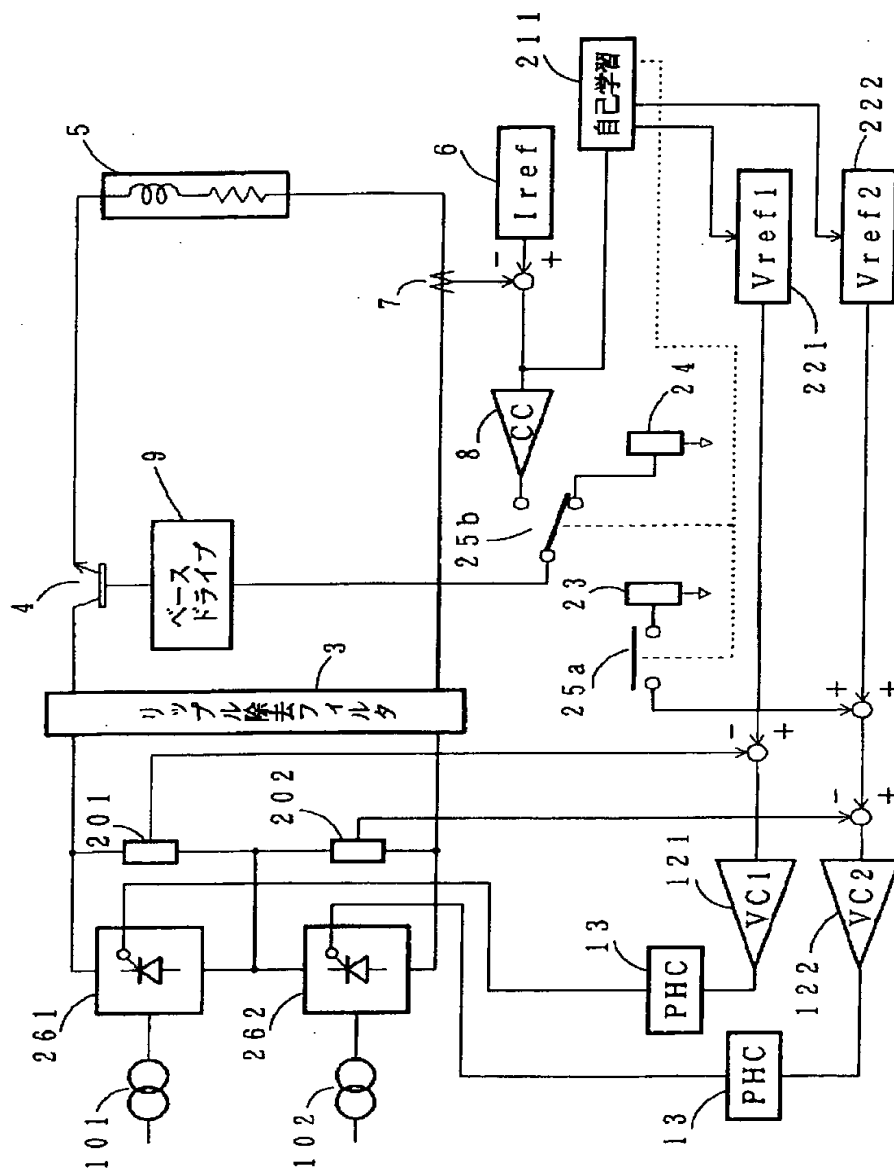 5
6
Iref
211
自己学習
7
4
9
ベース
ドライブ
8
CC
24
Vref1
221
Vref2
222
25b
3
リップル除去フィルタ
23
25a
-
+
-
+
+
+
-
+
201
202
121
VC1
122
VC2
261
262
13
PHC
13
PHC
101
102